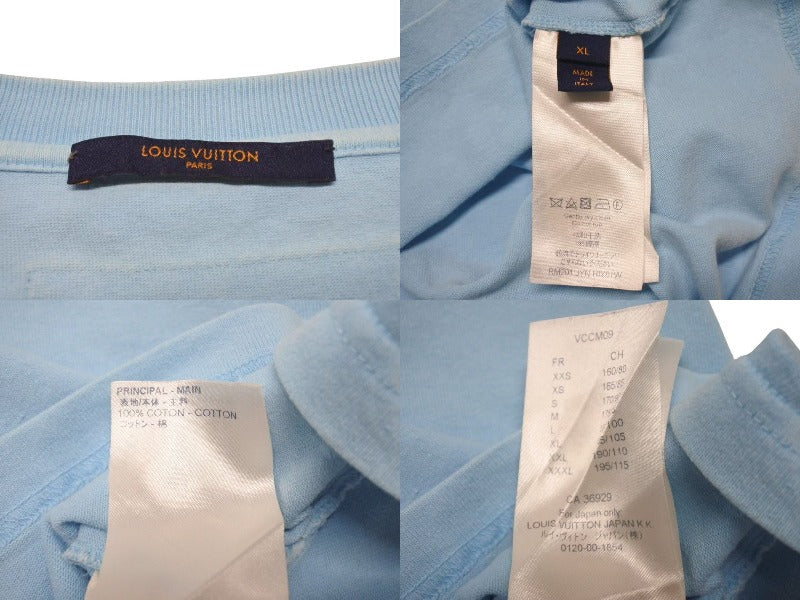 LOUIS VUITTON
PARIS
XL
MADE
IN
ITALY
PRINCIPAL - MAIN
表地/本体 - 主料
100% COTON - COTTON
コットン - 棉
VCCM09
FR CH
XXS 160/80
XS
S
M
XL
XXL 190/110
XXXL 195/115
CA 36929
For Japan only
LOUIS VUITTON JAPAN K.K.
ルイ・ヴィトン ジャパン(株)
0120-00-1854